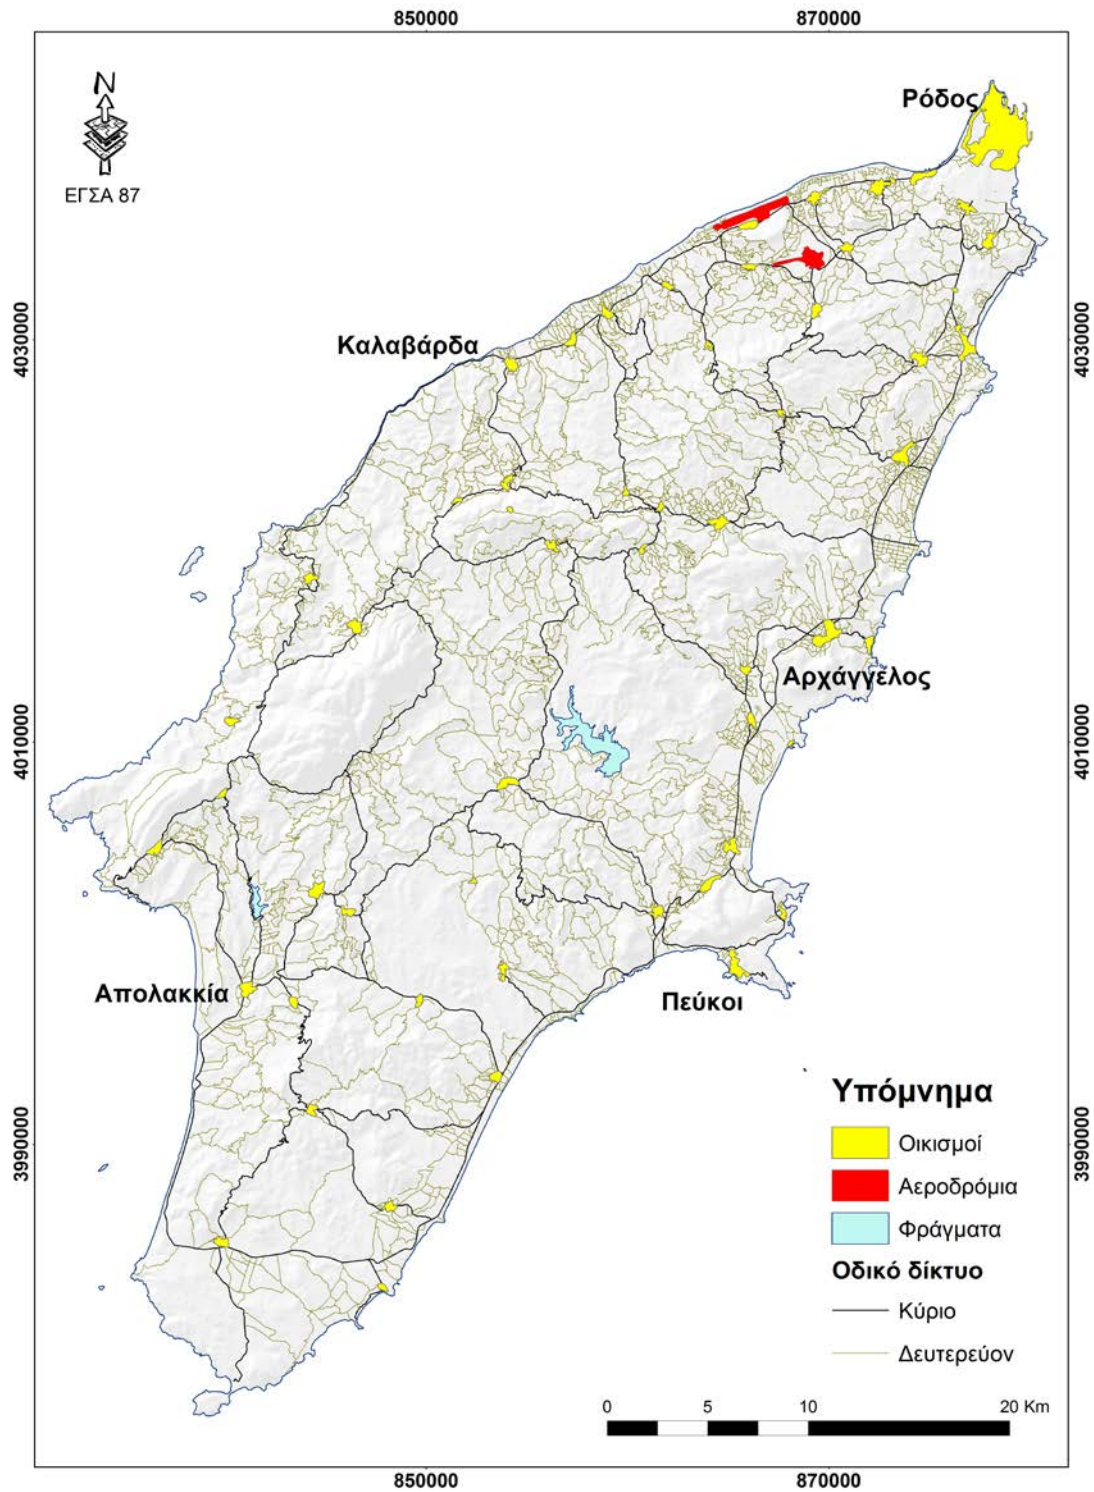 850000
870000
Ρόδος
N
ΕΓΣΑ 87
4030000
4030000
Καλαβάρδα
Αρχάγγελος
4010000
4010000
Απολακκία
Πεύκοι
Υπόμνημα
Οικισμοί
3990000
3990000
Αεροδρόμια
Φράγματα
Οδικό δίκτυο
Κύριο
Δευτερεύον
0 5 10 20 Km
850000
870000